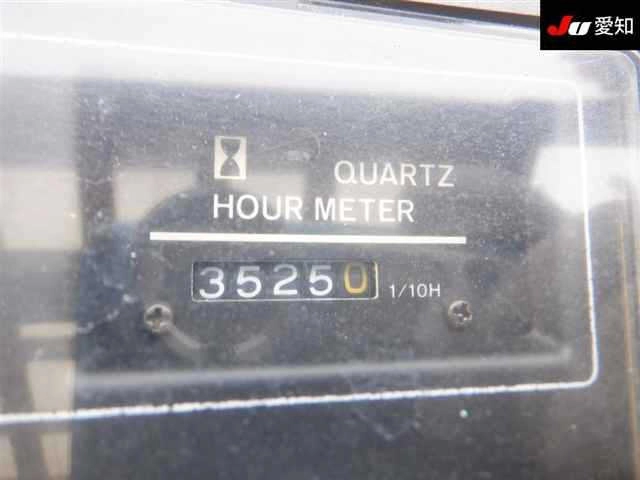 JU 愛知
QUARTZ
HOUR METER
35250 1/10H